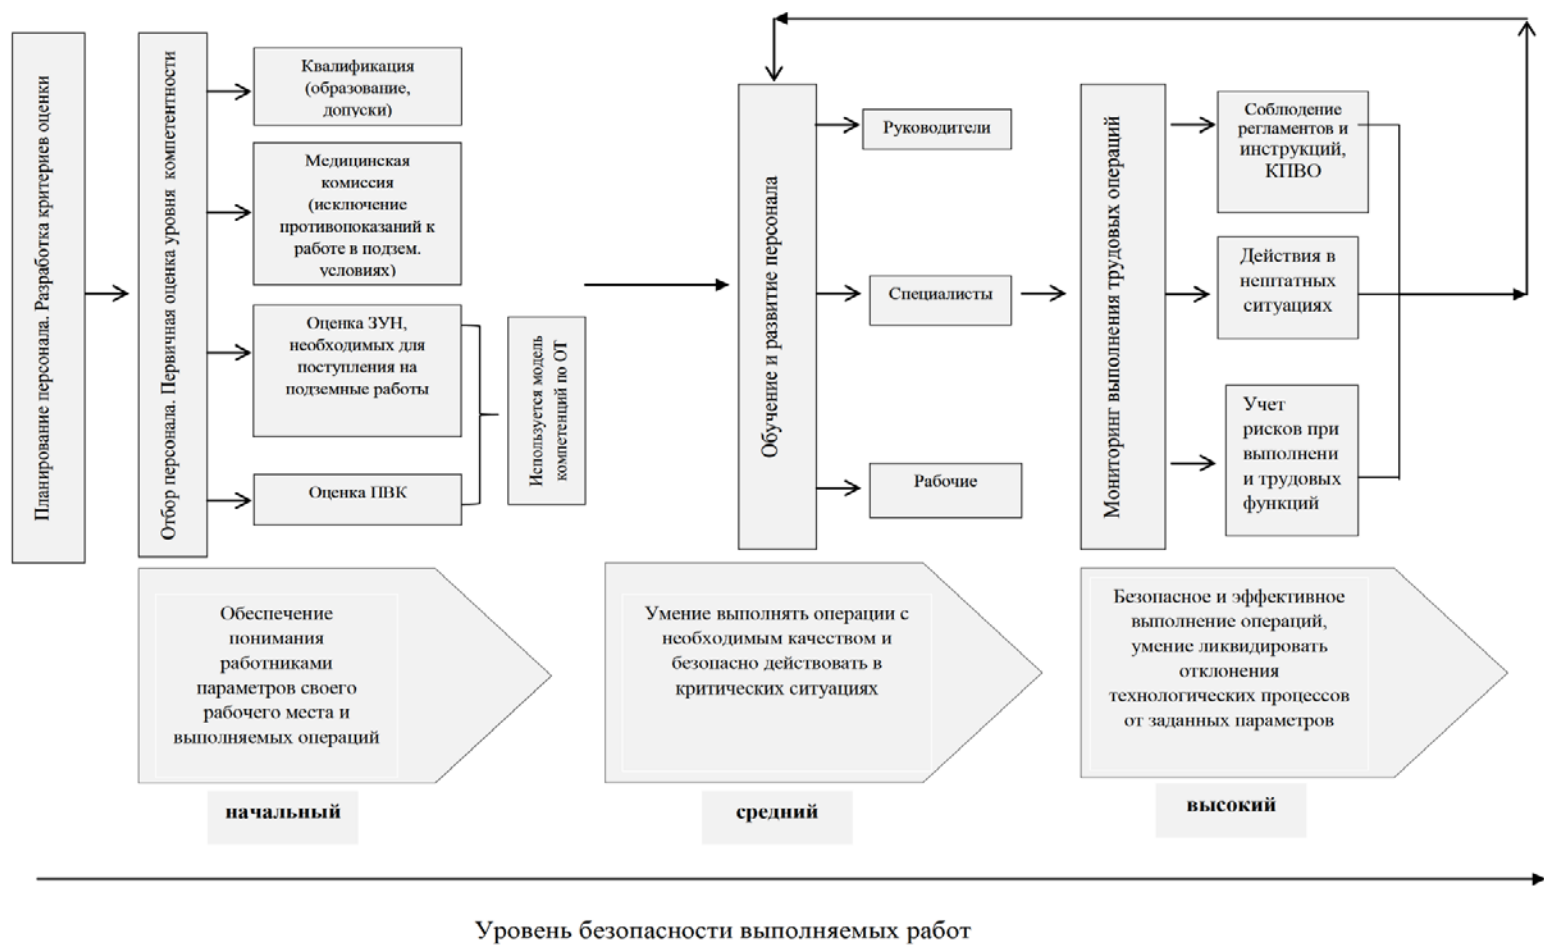 Планирование персонала. Разработка критериев оценки
Отбор персонала. Первичная оценка уровня компетентности
Квалификация
(образование,
допуски)
Медицинская
комиссия
(исключение
противопоказаний к
работе в подзем.
условиях)
Оценка ЗУН,
необходимых для
поступления на
подземные работы
Оценка ПВК
Используется модель
компетенций по ОТ
Обучение и развитие персонала
Руководители
Специалисты
Рабочие
Мониторинг выполнения трудовых операций
Соблюдение
регламентов и
инструкций,
КПВО
Действия в
нештатных
ситуациях
Учет
рисков при
выполнени
и трудовых
функций
Обеспечение
понимания
работниками
параметров своего
рабочего места и
выполняемых операций
Умение выполнять операции с
необходимым качеством и
безопасно действовать в
критических ситуациях
Безопасное и эффективное
выполнение операций,
умение ликвидировать
отклонения
технологических процессов
от заданных параметров
начальный
средний
высокий
Уровень безопасности выполняемых работ